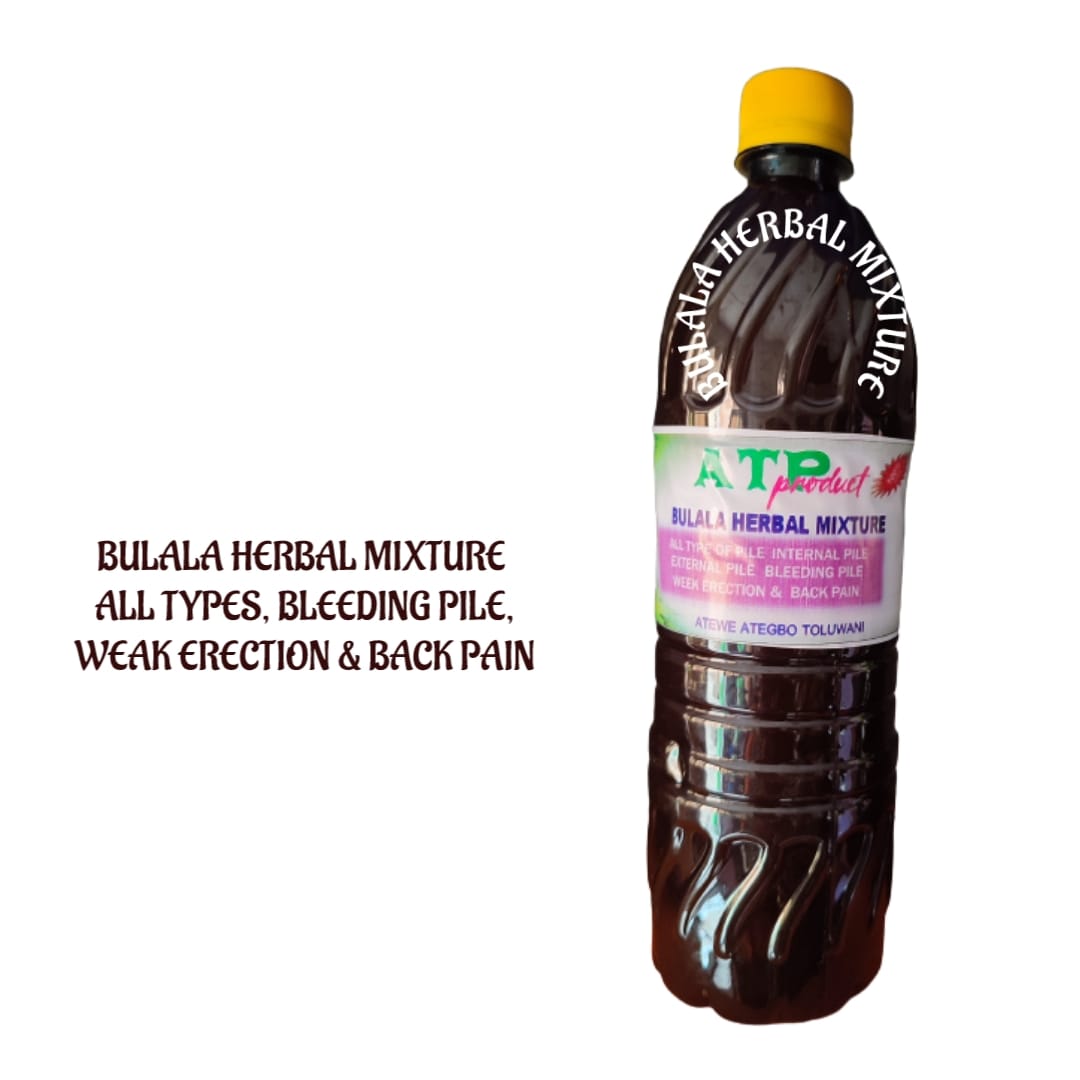 BULALA HERBAL MIXTURE
ATP
product
BULALA HERBAL MIXTURE
ALL TYPE OF PILE INTERNAL PILE
EXTERNAL PILE BLEEDING PILE
WEEK ERECTION & BACK PAIN
ATEWE ATEGBO TOLUWANI
BULALA HERBAL MIXTURE
ALL TYPES, BLEEDING PILE,
WEAK ERECTION & BACK PAIN